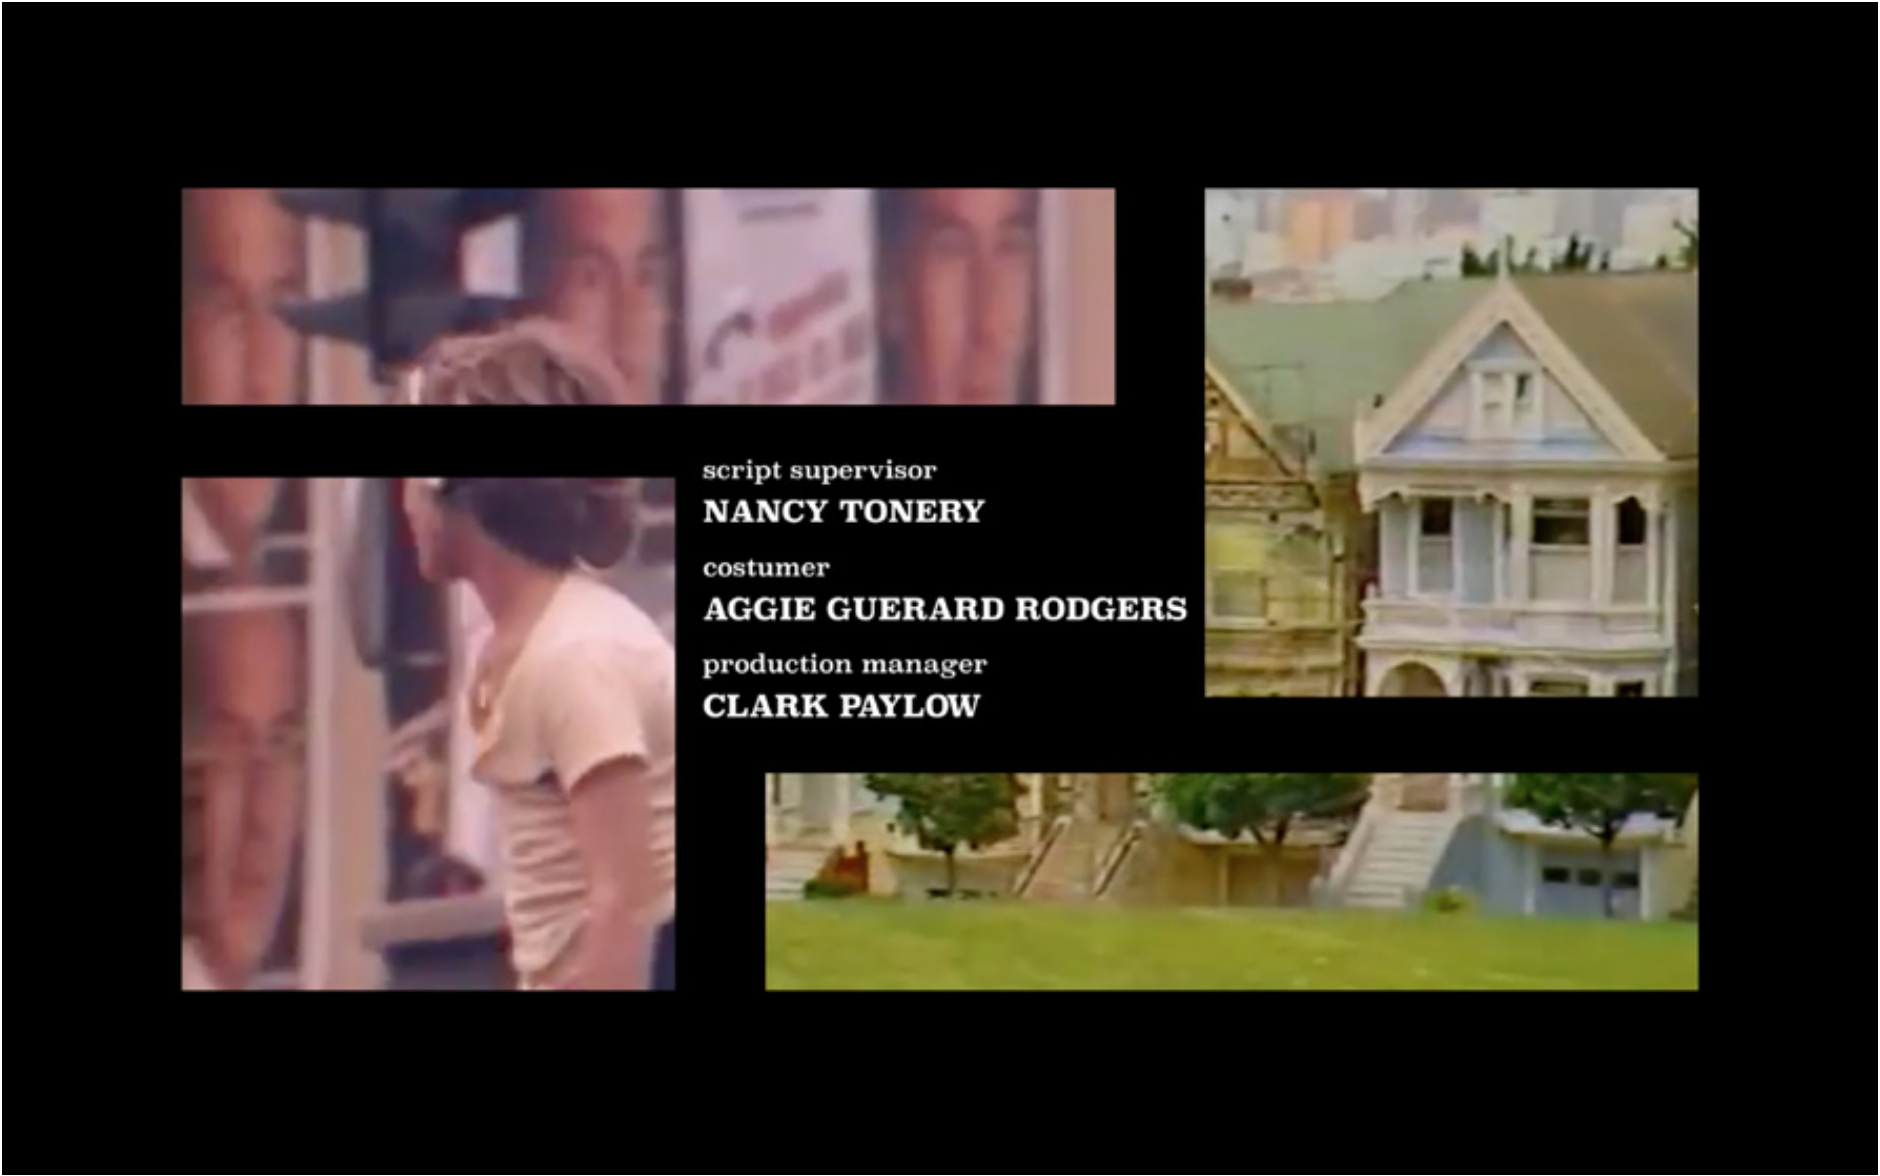 script supervisor
NANCY TONERY
costumer
AGGIE GUERARD RODGERS
production manager
CLARK PAYLOW